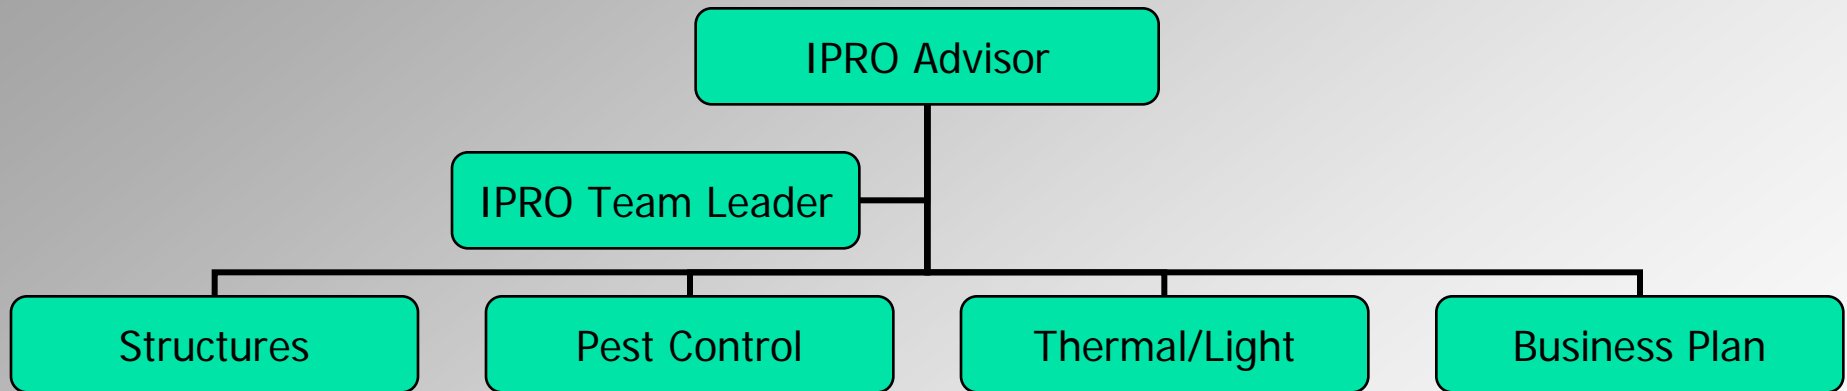 IPRO Advisor
IPRO Team Leader
Structures
Pest Control
Thermal/Light
Business Plan